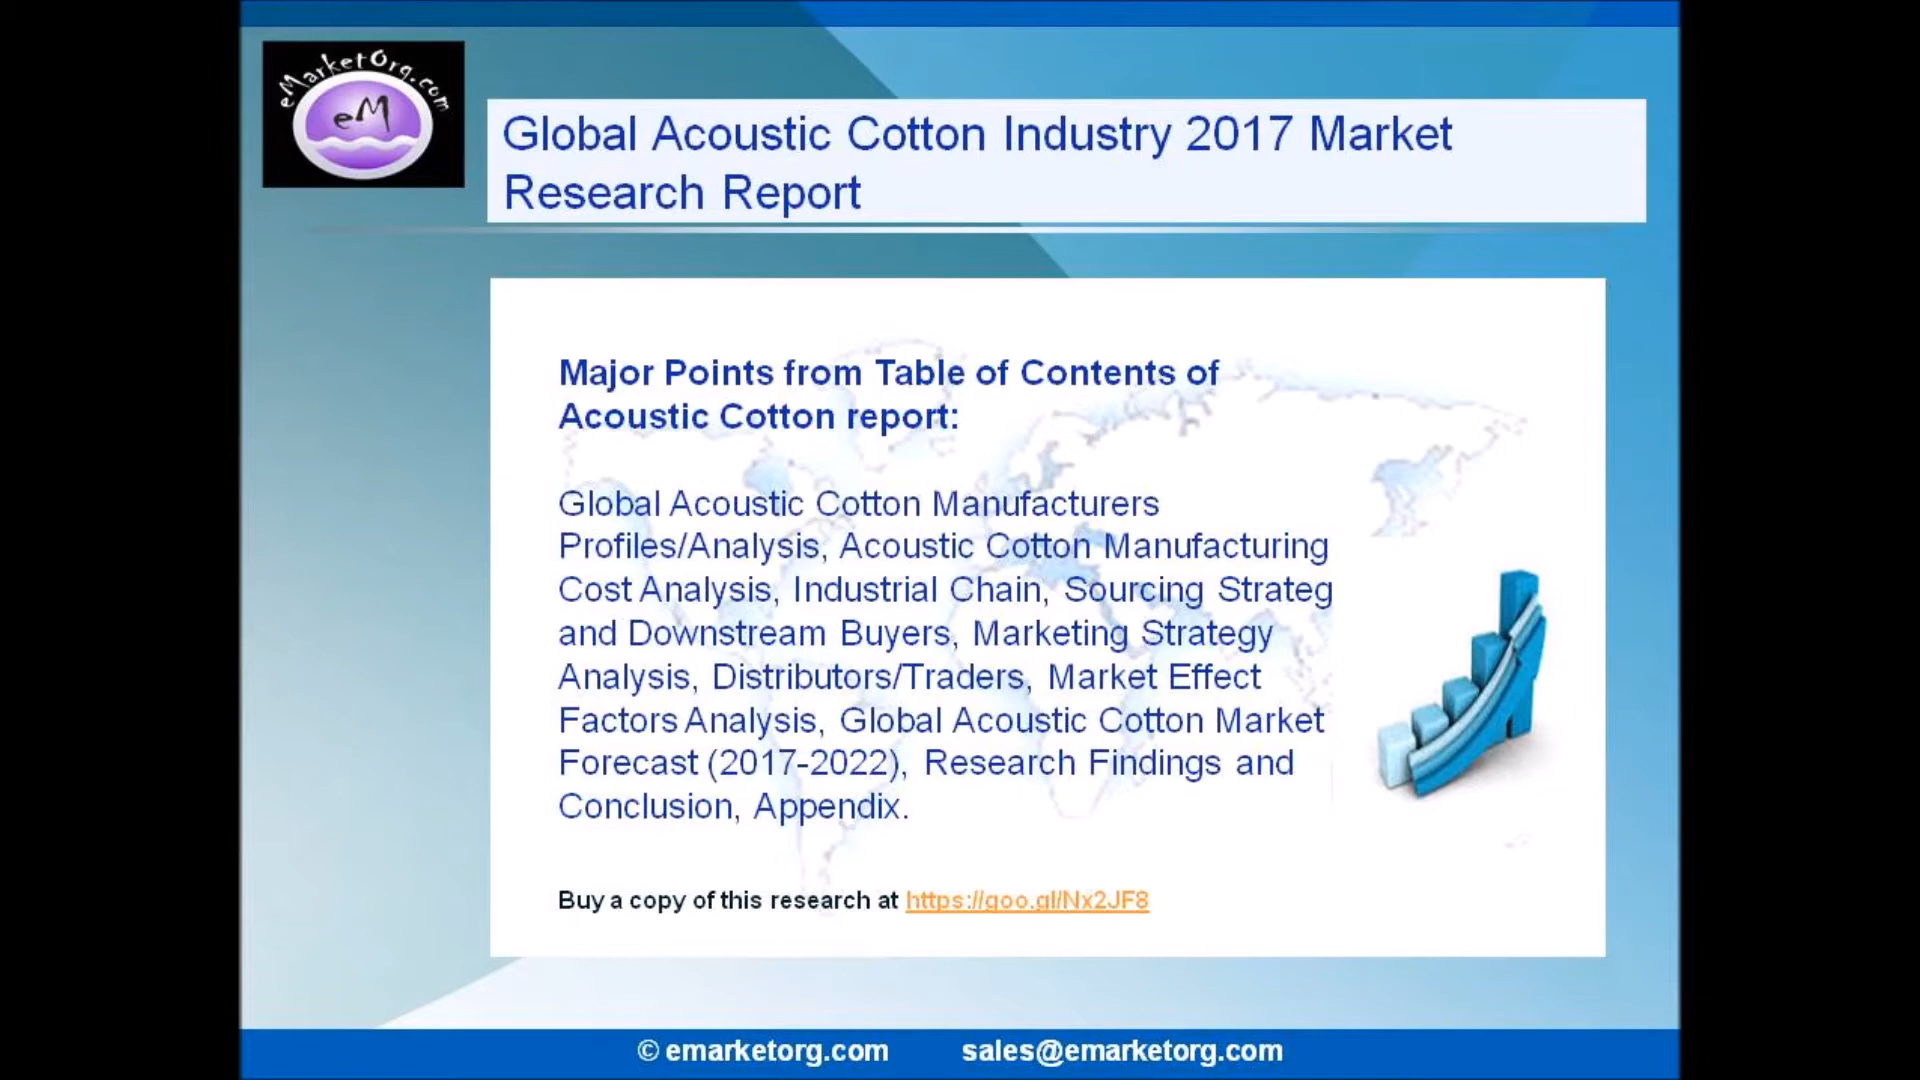 eMarketOrg.com
eM
Global Acoustic Cotton Industry 2017 Market
Research Report
Major Points from Table of Contents of
Acoustic Cotton report:
Global Acoustic Cotton Manufacturers
Profiles/Analysis, Acoustic Cotton Manufacturing
Cost Analysis, Industrial Chain, Sourcing Strateg
and Downstream Buyers, Marketing Strategy
Analysis, Distributors/Traders, Market Effect
Factors Analysis, Global Acoustic Cotton Market
Forecast (2017-2022), Research Findings and
Conclusion, Appendix.
Buy a copy of this research at https://goo.gl/Nx2JF8
© emarketorg.com sales@emarketorg.com